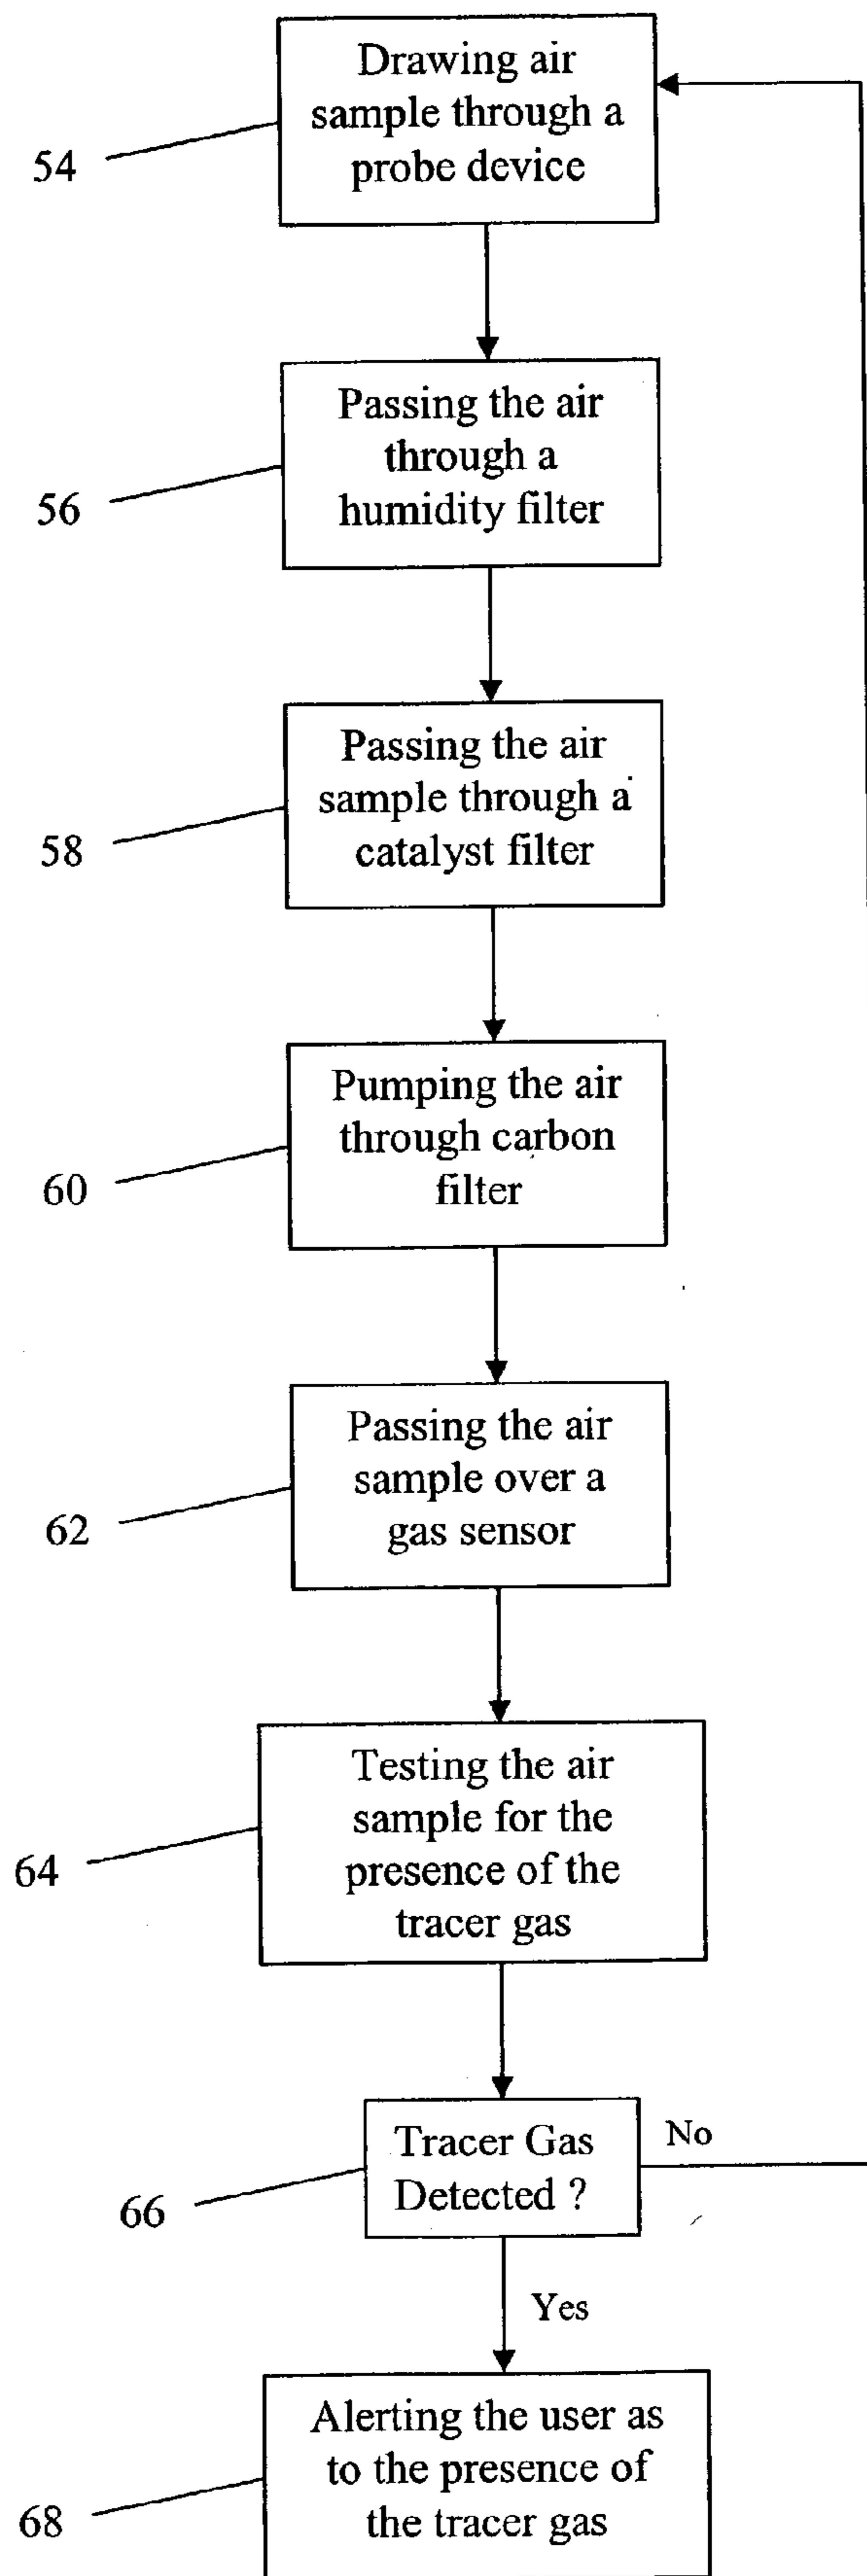 Drawing air
sample through a
probe device
54
Passing the air
through a
humidity filter
56
Passing the air
sample through a
catalyst filter
58
Pumping the air
through carbon
filter
60
Passing the air
sample over a
gas sensor
62
Testing the air
sample for the
presence of the
tracer gas
64
Tracer Gas
Detected ?
No
66
Yes
Alerting the user as
to the presence of
the tracer gas
68